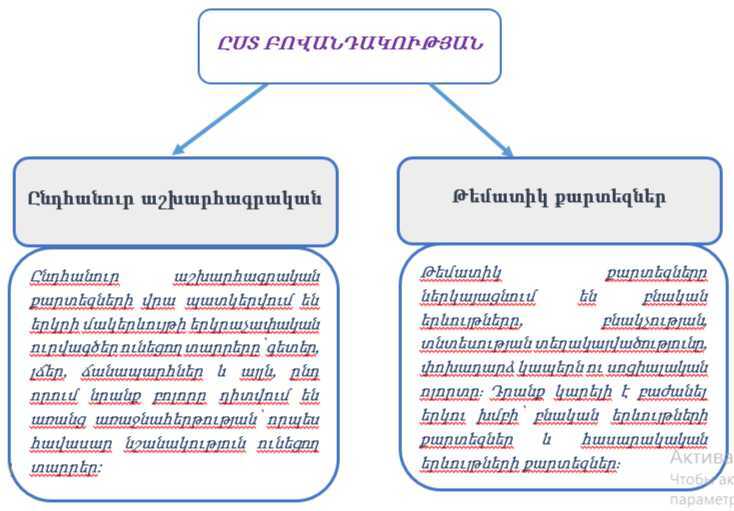 ԸՍՏ ԲՈՎԱՆԴԱԿՈՒԹՅԱՆ
Ընդհանուր աշխարհագրական
Ընդհանուր աշխարհագրական
քարտեզների վրա պատկերվում են
երկրի մակերևույթի երկրաչափական
ուրվագծեր ունեցող տարրերը՝ գետեր,
լճեր, ճանապարհներ և այլն, ընդ
որում նրանք բոլորը դիտվում են
առանց առաջնահերթության՝ որպես
հավասար նշանակություն ունեցող
տարրեր:
Թեմատիկ քարտեզներ
Թեմատիկ քարտեզները
ներկայացնում են բնական
երևույթները, բնակչության,
տնտեսության տեղակայվածությունը,
փոխադարձ կապերն ու սոցիալական
ոլորտը: Դրանք կարելի է բաժանել
երկու խմբի՝ բնական երևույթների
քարտեզներ և հասարակական
երևույթների քարտեզներ:
Актива
Чтобы ак
параметр